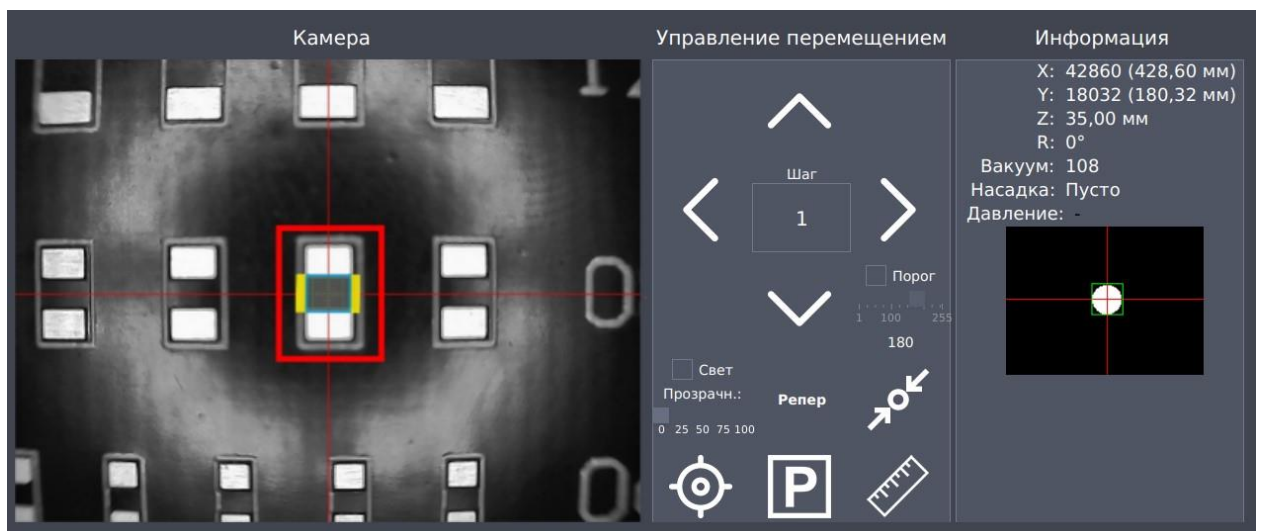 Камера
Управление перемещением
Шаг
1
Порог
1 100 255
180
Свет
Прозрачн.:
0 25 50 75 100
Репер
P
Информация
X: 42860 (428,60 мм)
Y: 18032 (180,32 мм)
Z: 35,00 мм
R: 0°
Вакуум: 108
Насадка: Пусто
Давление: -